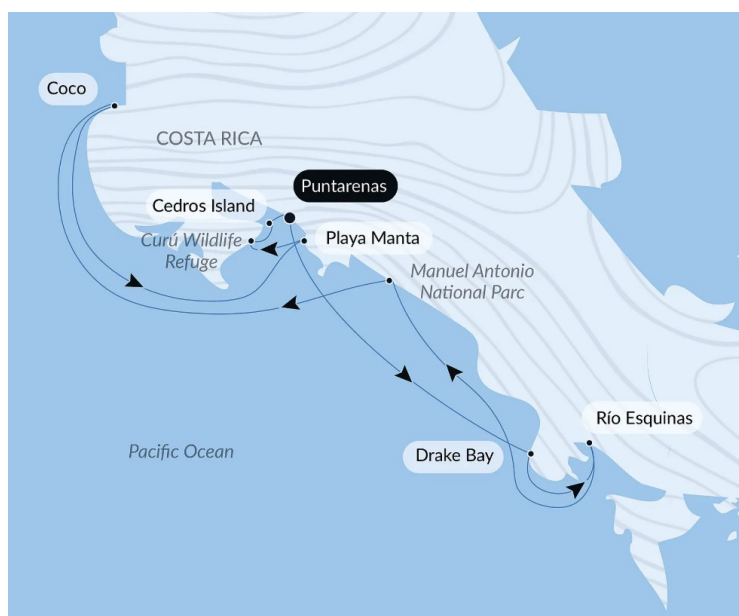 Coco
COSTA RICA
Puntarenas
Cedros Island
Curú Wildlife
Refuge
Playa Manta
Manuel Antonio
National Parc
Río Esquinas
Drake Bay
Pacific Ocean